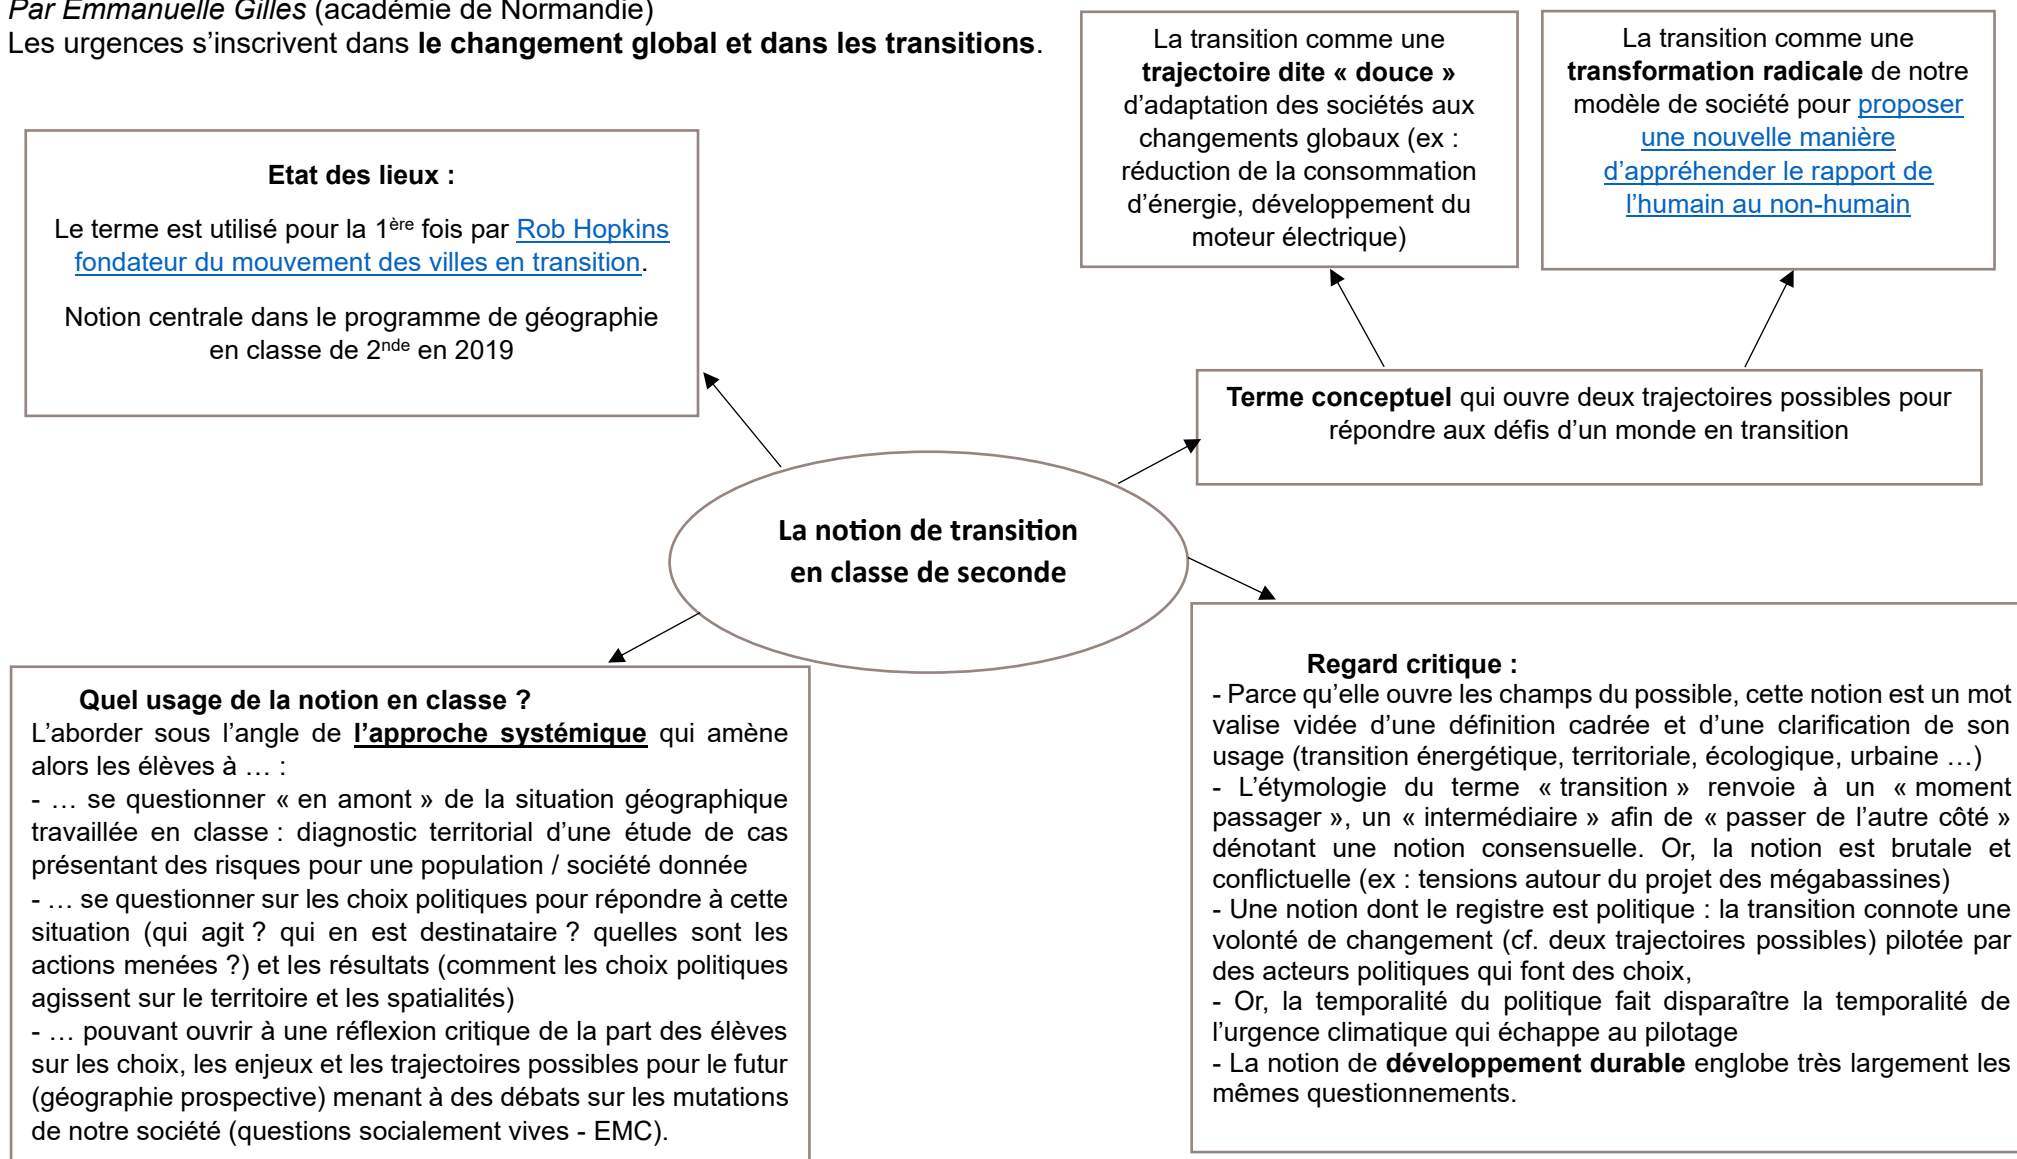 Par Emmanuelle Gilles (académie de Normandie)
Les urgences s’inscrivent dans le changement global et dans les transitions.
La transition comme une
trajectoire dite « douce »
d’adaptation des sociétés aux
changements globaux (ex :
réduction de la consommation
d’énergie, développement du
moteur électrique)
La transition comme une
transformation radicale de notre
modèle de société pour proposer
une nouvelle manière
d’appréhender le rapport de
l’humain au non-humain
Etat des lieux :
Le terme est utilisé pour la 1ère fois par Rob Hopkins
fondateur du mouvement des villes en transition.
Notion centrale dans le programme de géographie
en classe de 2nde en 2019
Terme conceptuel qui ouvre deux trajectoires possibles pour
répondre aux défis d’un monde en transition
La notion de transition
en classe de seconde
Quel usage de la notion en classe ?
L’aborder sous l’angle de l’approche systémique qui amène
alors les élèves à … :
- … se questionner « en amont » de la situation géographique
travaillée en classe : diagnostic territorial d’une étude de cas
présentant des risques pour une population / société donnée
- … se questionner sur les choix politiques pour répondre à cette
situation (qui agit ? qui en est destinataire ? quelles sont les
actions menées ?) et les résultats (comment les choix politiques
agissent sur le territoire et les spatialités)
- … pouvant ouvrir à une réflexion critique de la part des élèves
sur les choix, les enjeux et les trajectoires possibles pour le futur
(géographie prospective) menant à des débats sur les mutations
de notre société (questions socialement vives - EMC).
Regard critique :
- Parce qu’elle ouvre les champs du possible, cette notion est un mot
valise vidée d’une définition cadrée et d’une clarification de son
usage (transition énergétique, territoriale, écologique, urbaine …)
- L’étymologie du terme « transition » renvoie à un « moment
passager », un « intermédiaire » afin de « passer de l’autre côté »
dénotant une notion consensuelle. Or, la notion est brutale et
conflictuelle (ex : tensions autour du projet des mégabassines)
- Une notion dont le registre est politique : la transition connote une
volonté de changement (cf. deux trajectoires possibles) pilotée par
des acteurs politiques qui font des choix,
- Or, la temporalité du politique fait disparaître la temporalité de
l’urgence climatique qui échappe au pilotage
- La notion de développement durable englobe très largement les
mêmes questionnements.